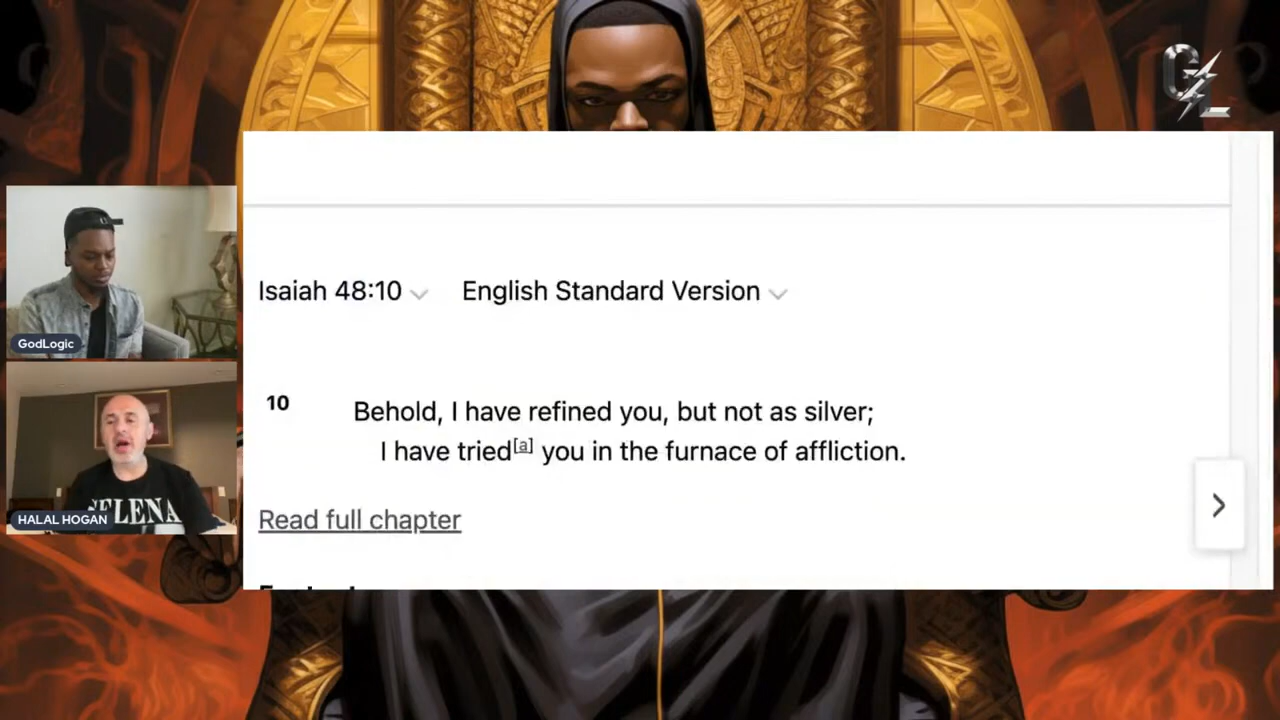 GL
GodLogic
SELENA
HALAL HOGAN
Isaiah 48:10 English Standard Version
10 Behold, I have refined you, but not as silver;
I have tried[a] you in the furnace of affliction.
Read full chapter